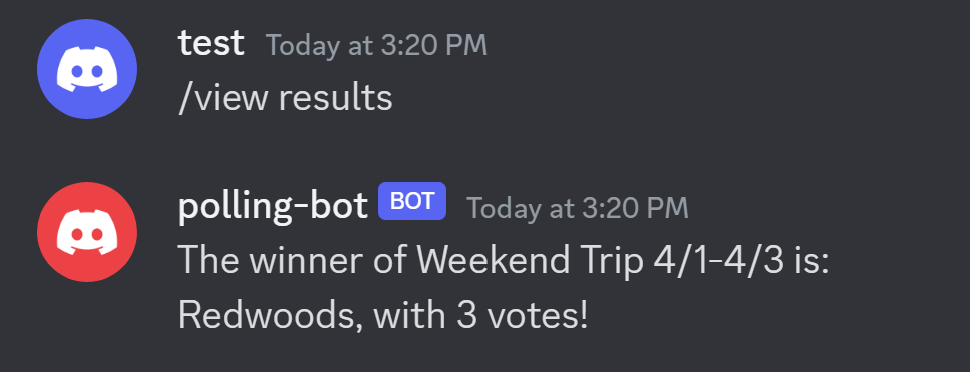 test Today at 3:20 PM
/view results
polling-bot BOT Today at 3:20 PM
The winner of Weekend Trip 4/1-4/3 is:
Redwoods, with 3 votes!